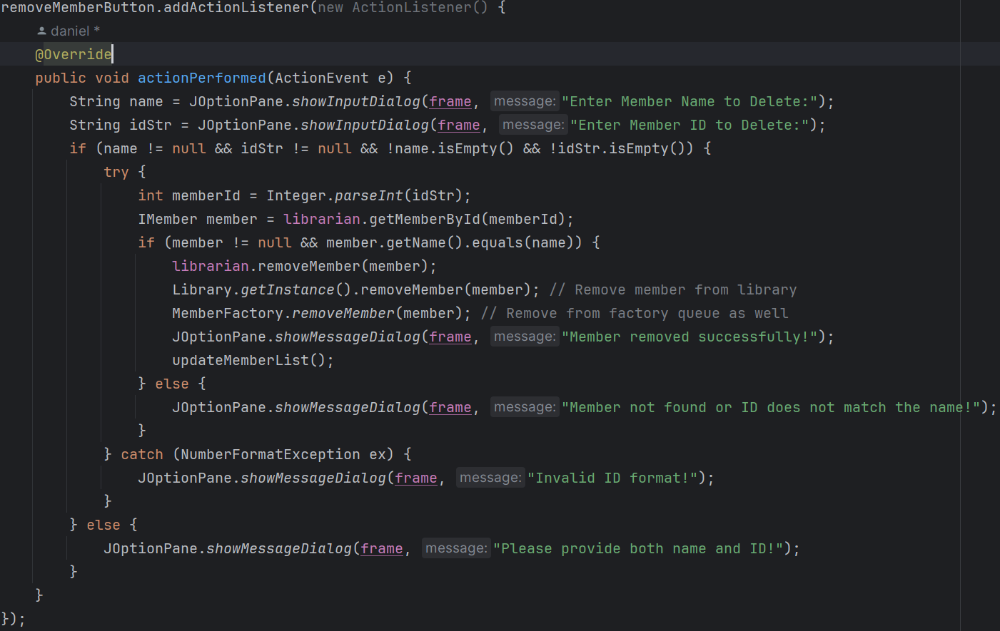 removeMemberButton.addActionListener(new ActionListener() {
daniel *
@Override
public void actionPerformed(ActionEvent e) {
String name = JOptionPane.showInputDialog(frame, message: "Enter Member Name to Delete:");
String idStr = JOptionPane.showInputDialog(frame, message: "Enter Member ID to Delete:");
if (name != null && idStr != null && !name.isEmpty() && !idStr.isEmpty()) {
try {
int memberId = Integer.parseInt(idStr);
IMember member = librarian.getMemberById(memberId);
if (member != null && member.getName().equals(name)) {
librarian.removeMember(member);
Library.getInstance().removeMember(member); // Remove member from library
MemberFactory.removeMember(member); // Remove from factory queue as well
JOptionPane.showMessageDialog(frame, message: "Member removed successfully!");
updateMemberList();
} else {
JOptionPane.showMessageDialog(frame, message: "Member not found or ID does not match the name!");
}
} catch (NumberFormatException ex) {
JOptionPane.showMessageDialog(frame, message: "Invalid ID format!");
}
} else {
JOptionPane.showMessageDialog(frame, message: "Please provide both name and ID!");
}
}
});